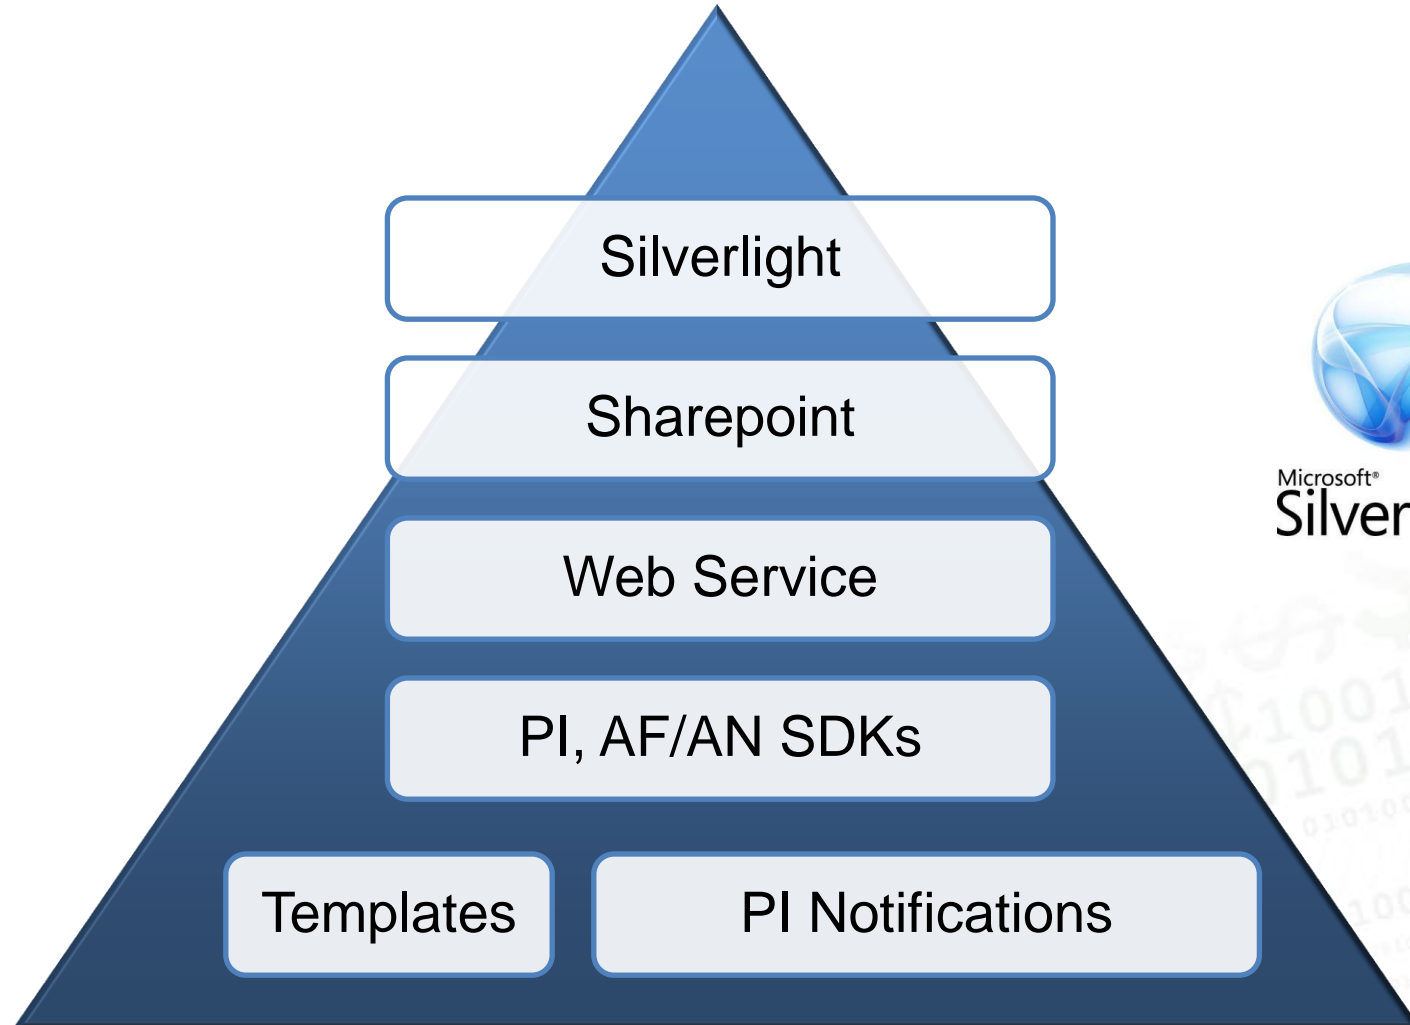 Silverlight
Sharepoint
Microsoft®
Silver
Web Service
PI, AF/AN SDKs
Templates
PI Notifications